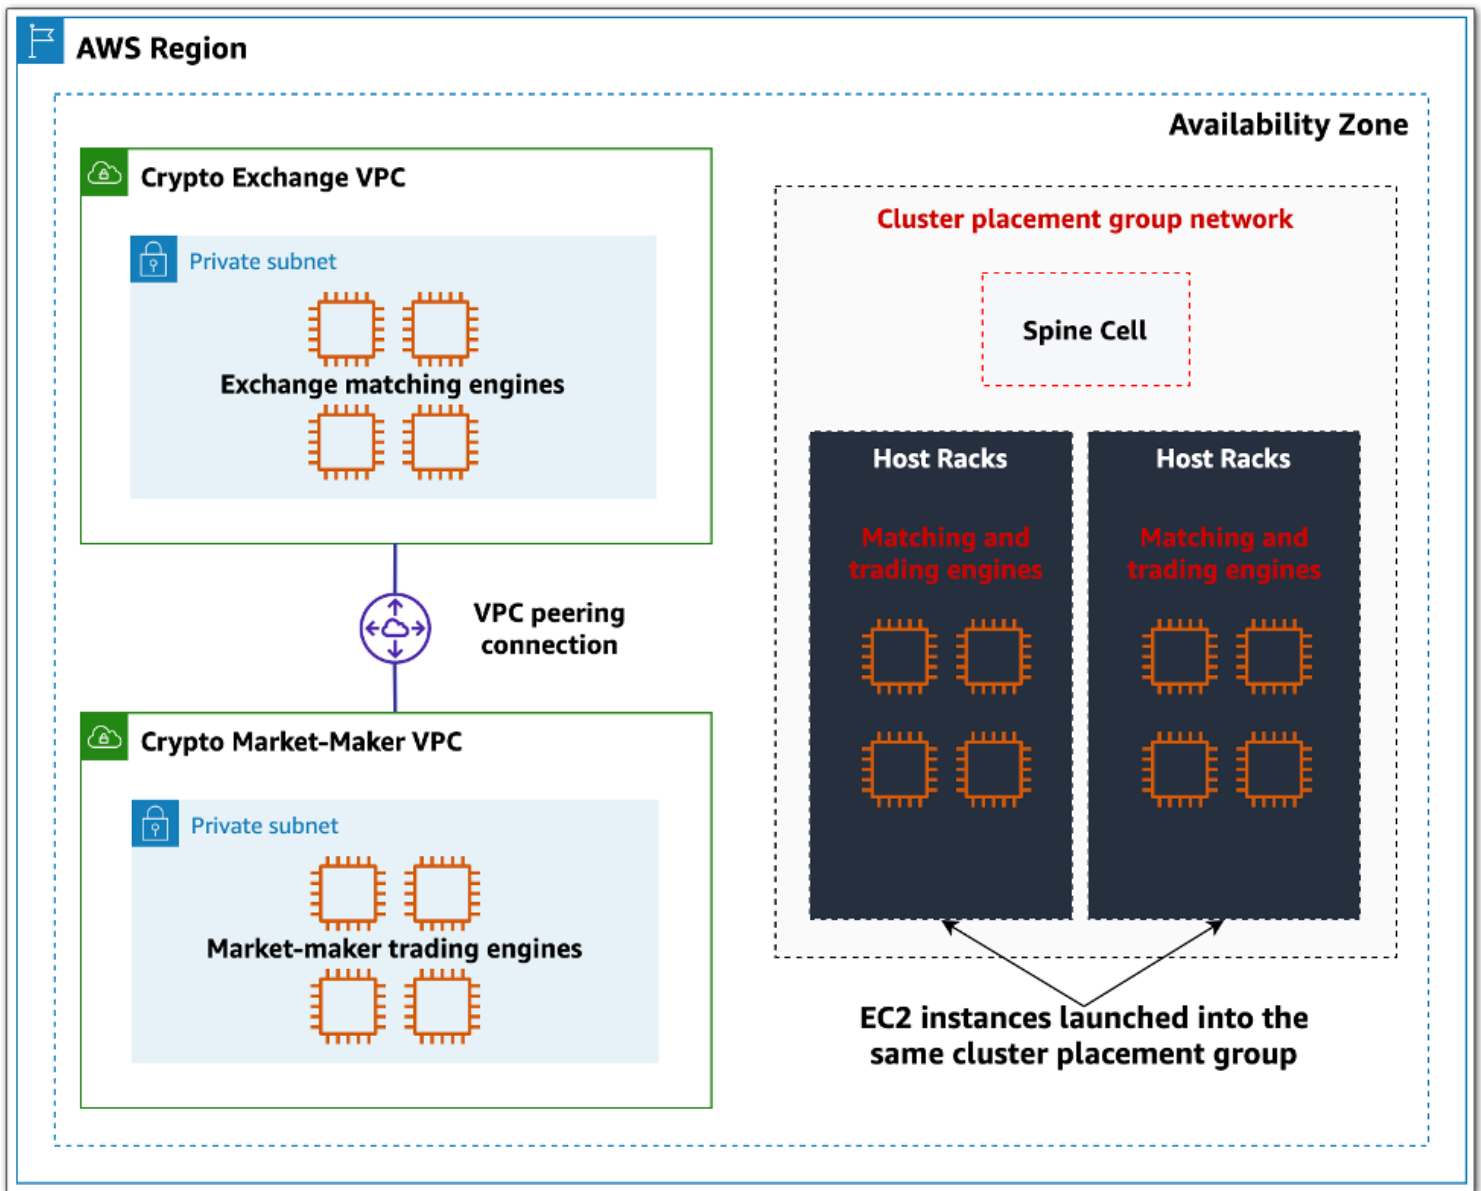 AWS Region
Availability Zone
Crypto Exchange VPC
Private subnet
Exchange matching engines
VPC peering
connection
Crypto Market-Maker VPC
Private subnet
Market-maker trading engines
Cluster placement group network
Spine Cell
Host Racks
Matching and
trading engines
Host Racks
Matching and
trading engines
EC2 instances launched into the
same cluster placement group